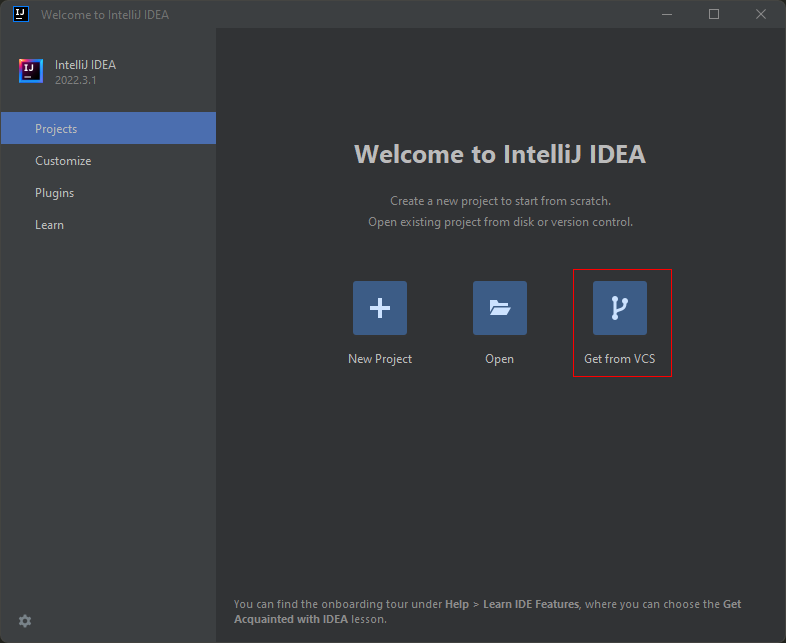 Welcome to IntelliJ IDEA
IJ
IntelliJ IDEA
2022.3.1
Projects
Customize
Plugins
Learn
Welcome to IntelliJ IDEA
Create a new project to start from scratch.
Open existing project from disk or version control.
New Project
Open
Get from VCS
You can find the onboarding tour under Help > Learn IDE Features, where you can choose the Get
Acquainted with IDEA lesson.